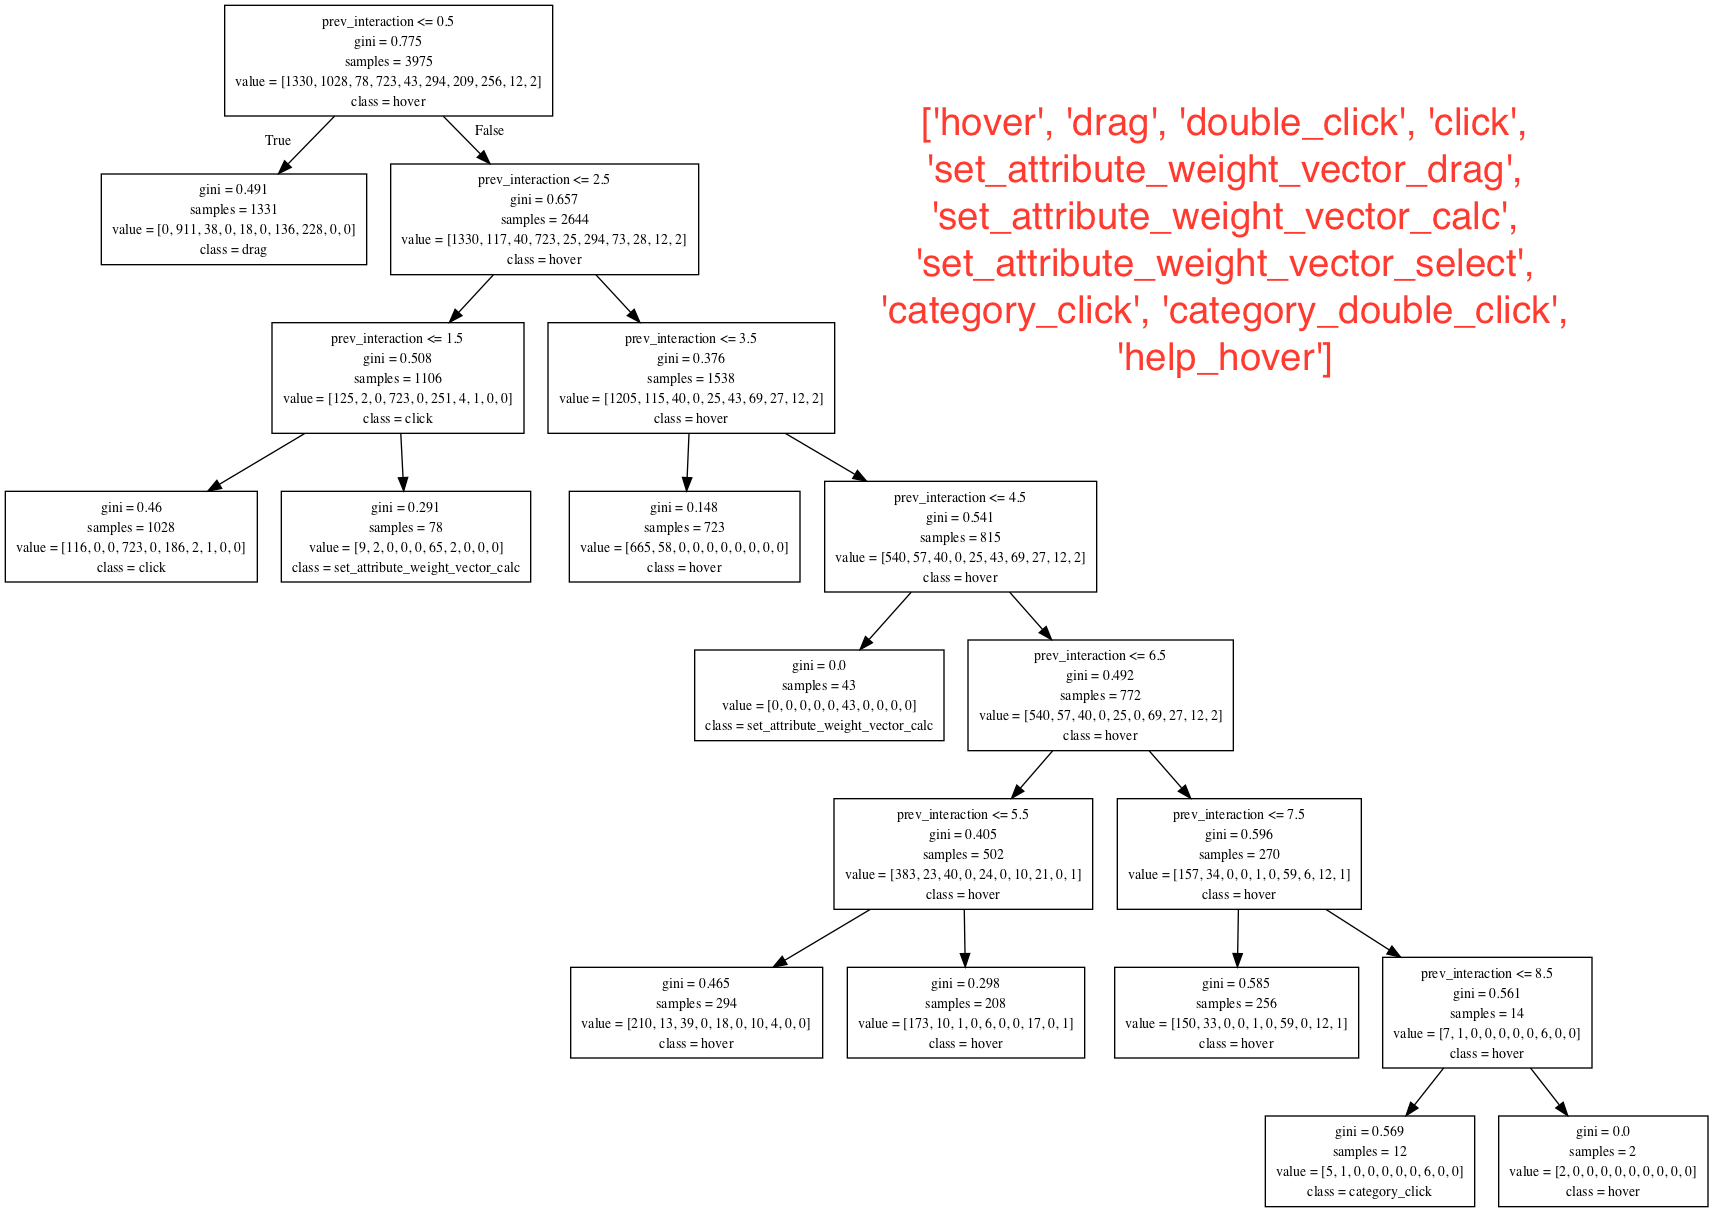 prev_interaction <= 0.5
gini = 0.775
samples = 3975
value = [1330, 1028, 78, 723, 43, 294, 209, 256, 12, 2]
class = hover
True
False
gini = 0.491
samples = 1331
value = [0, 911, 38, 0, 18, 0, 136, 228, 0, 0]
class = drag
prev_interaction <= 2.5
gini = 0.657
samples = 2644
value = [1330, 117, 40, 723, 25, 294, 73, 28, 12, 2]
class = hover
['hover', 'drag', 'double_click', 'click',
'set_attribute_weight_vector_drag',
'set_attribute_weight_vector_calc',
'set_attribute_weight_vector_select',
'category_click', 'category_double_click',
'help_hover']
prev_interaction <= 1.5
gini = 0.508
samples = 1106
value = [125, 2, 0, 723, 0, 251, 4, 1, 0, 0]
class = click
prev_interaction <= 3.5
gini = 0.376
samples = 1538
value = [1205, 115, 40, 0, 25, 43, 69, 27, 12, 2]
class = hover
gini = 0.46
samples = 1028
value = [116, 0, 0, 723, 0, 186, 2, 1, 0, 0]
class = click
gini = 0.291
samples = 78
value = [9, 2, 0, 0, 0, 65, 2, 0, 0, 0]
class = set_attribute_weight_vector_calc
gini = 0.148
samples = 723
value = [665, 58, 0, 0, 0, 0, 0, 0, 0, 0]
class = hover
prev_interaction <= 4.5
gini = 0.541
samples = 815
value = [540, 57, 40, 0, 25, 43, 69, 27, 12, 2]
class = hover
gini = 0.0
samples = 43
value = [0, 0, 0, 0, 0, 43, 0, 0, 0, 0]
class = set_attribute_weight_vector_calc
prev_interaction <= 6.5
gini = 0.492
samples = 772
value = [540, 57, 40, 0, 25, 0, 69, 27, 12, 2]
class = hover
prev_interaction <= 5.5
gini = 0.405
samples = 502
value = [383, 23, 40, 0, 24, 0, 10, 21, 0, 1]
class = hover
prev_interaction <= 7.5
gini = 0.596
samples = 270
value = [157, 34, 0, 0, 1, 0, 59, 6, 12, 1]
class = hover
gini = 0.465
samples = 294
value = [210, 13, 39, 0, 18, 0, 10, 4, 0, 0]
class = hover
gini = 0.298
samples = 208
value = [173, 10, 1, 0, 6, 0, 0, 17, 0, 1]
class = hover
gini = 0.585
samples = 256
value = [150, 33, 0, 0, 1, 0, 59, 0, 12, 1]
class = hover
prev_interaction <= 8.5
gini = 0.561
samples = 14
value = [7, 1, 0, 0, 0, 0, 0, 6, 0, 0]
class = hover
gini = 0.569
samples = 12
value = [5, 1, 0, 0, 0, 0, 0, 6, 0, 0]
class = category_click
gini = 0.0
samples = 2
value = [2, 0, 0, 0, 0, 0, 0, 0, 0, 0]
class = hover